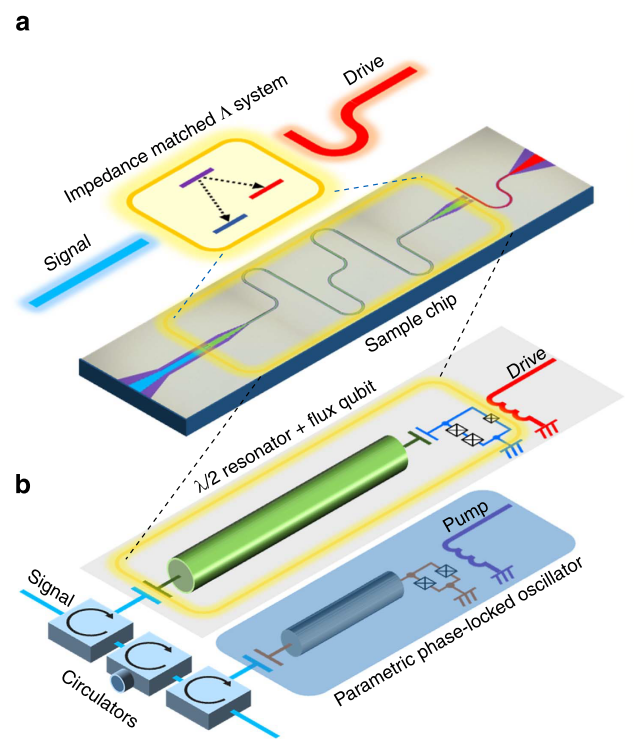 a
Drive
Impedance matched Λ system
Signal
Sample chip
Drive
λ/2 resonator + flux qubit
b
Pump
Signal
Parametric phase-locked oscillator
Circulators